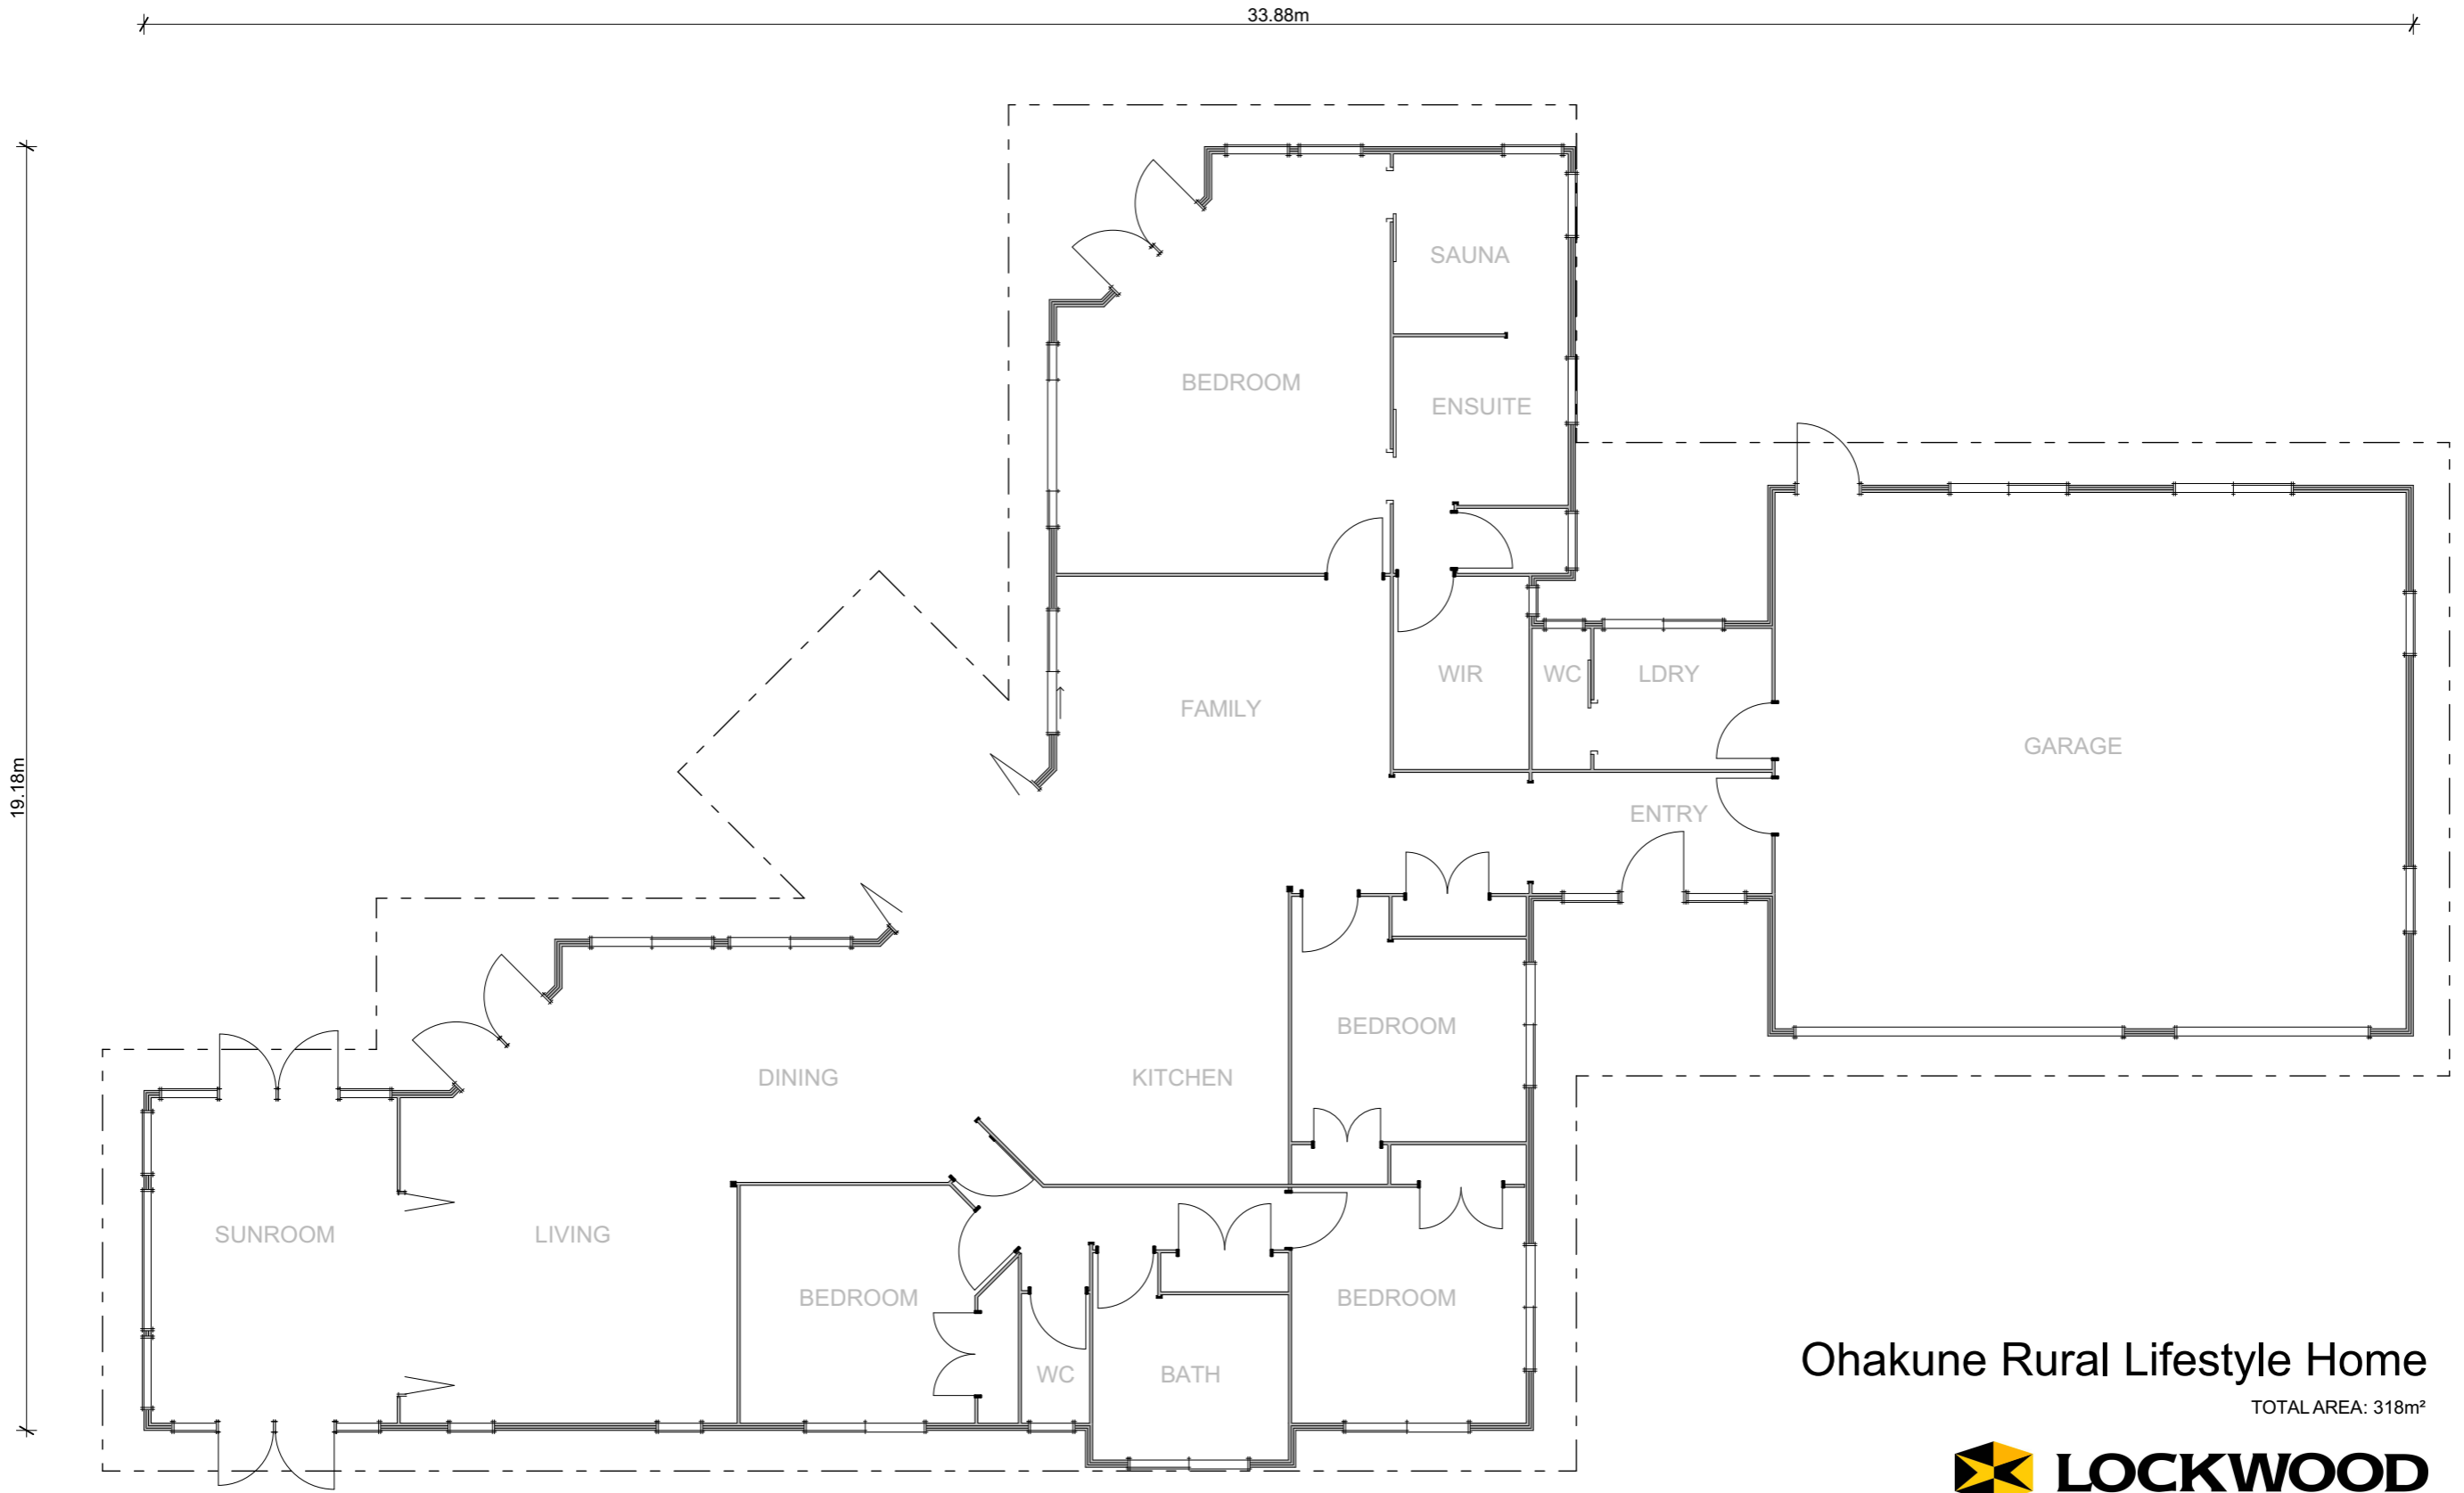 33.88m
19.18m
SAUNA
BEDROOM
ENSUITE
FAMILY
WIR
WC
LDRY
GARAGE
ENTRY
BEDROOM
DINING
KITCHEN
SUNROOM
LIVING
BEDROOM
BEDROOM
WC
BATH
Ohakune Rural Lifestyle Home
TOTAL AREA: 318m²
LOCKWOOD